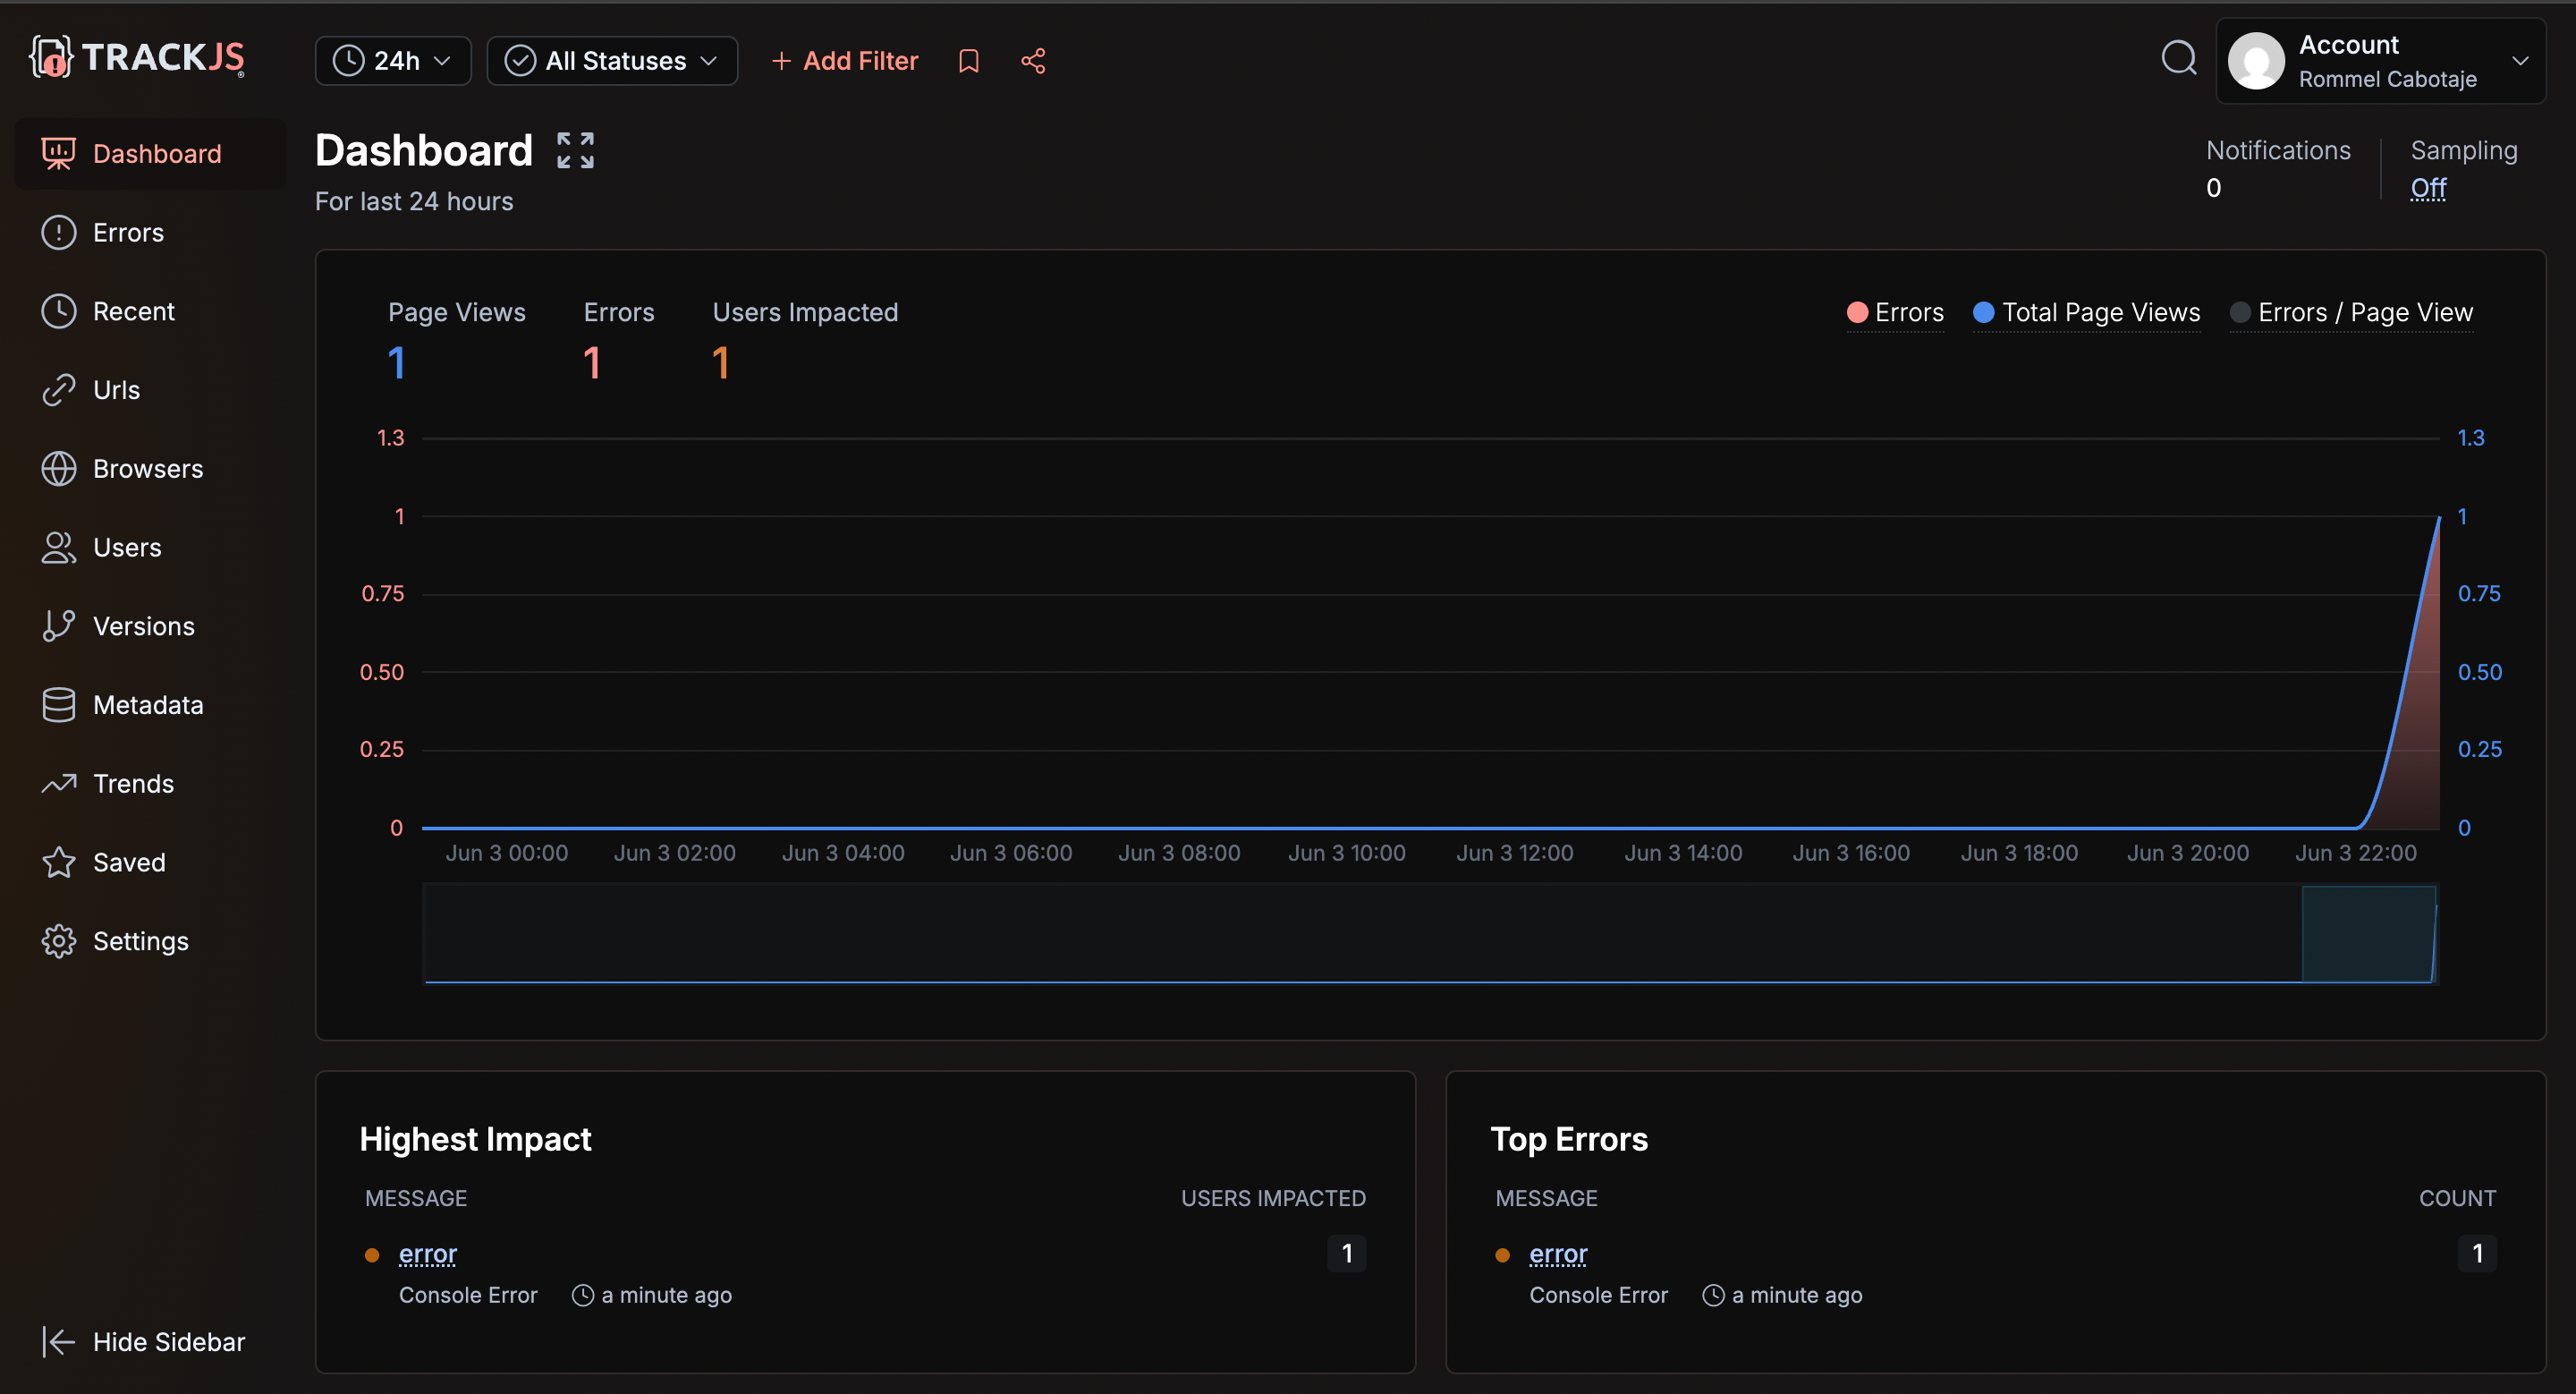 TRACKJS
24h
All Statuses
+ Add Filter
Account
Rommel Cabotaje
Dashboard
Errors
Recent
Urls
Browsers
Users
Versions
Metadata
Trends
Saved
Settings
Hide Sidebar
Dashboard
For last 24 hours
Notifications
0
Sampling
Off
Page Views
1
Errors
1
Users Impacted
1
Errors
Total Page Views
Errors / Page View
1.3
1
0.75
0.50
0.25
0
1.3
1
0.75
0.50
0.25
0
Jun 3 00:00 Jun 3 02:00 Jun 3 04:00 Jun 3 06:00 Jun 3 08:00 Jun 3 10:00 Jun 3 12:00 Jun 3 14:00 Jun 3 16:00 Jun 3 18:00 Jun 3 20:00 Jun 3 22:00
Highest Impact
MESSAGE USERS IMPACTED
error 1
Console Error a minute ago
Top Errors
MESSAGE COUNT
error 1
Console Error a minute ago